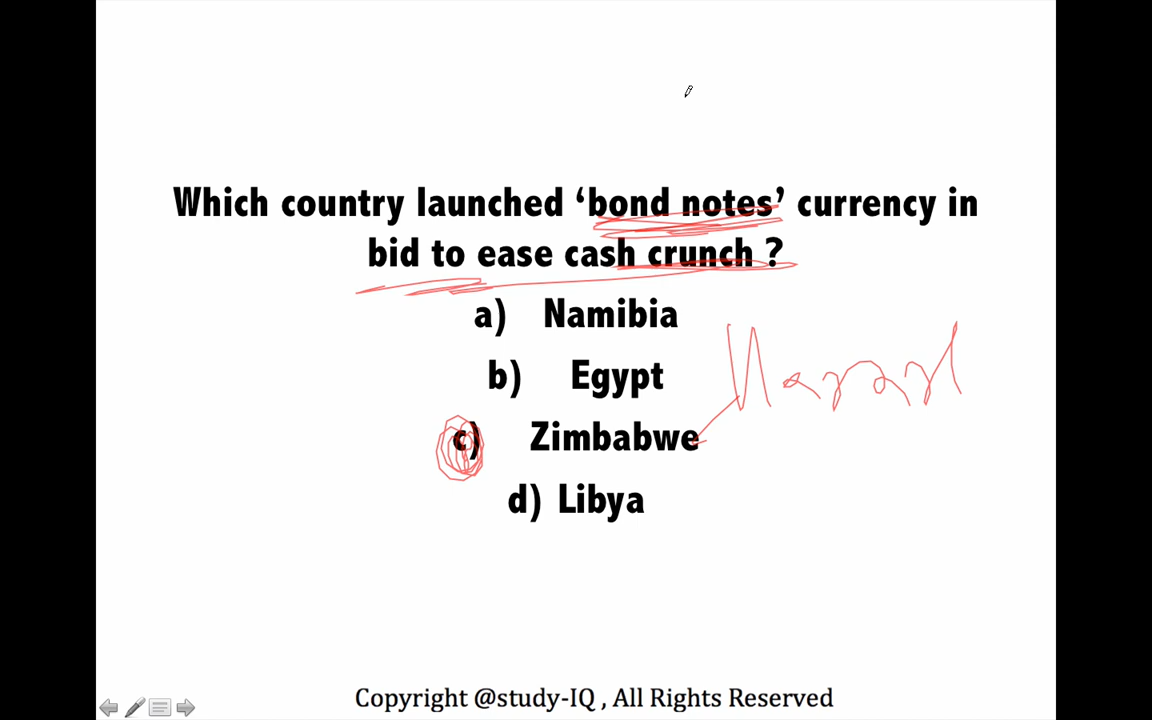 Which country launched ‘bond notes’ currency in
bid to ease cash crunch ?
a) Namibia
b) Egypt
c) Zimbabwe
d) Libya
Copyright @study-IQ , All Rights Reserved